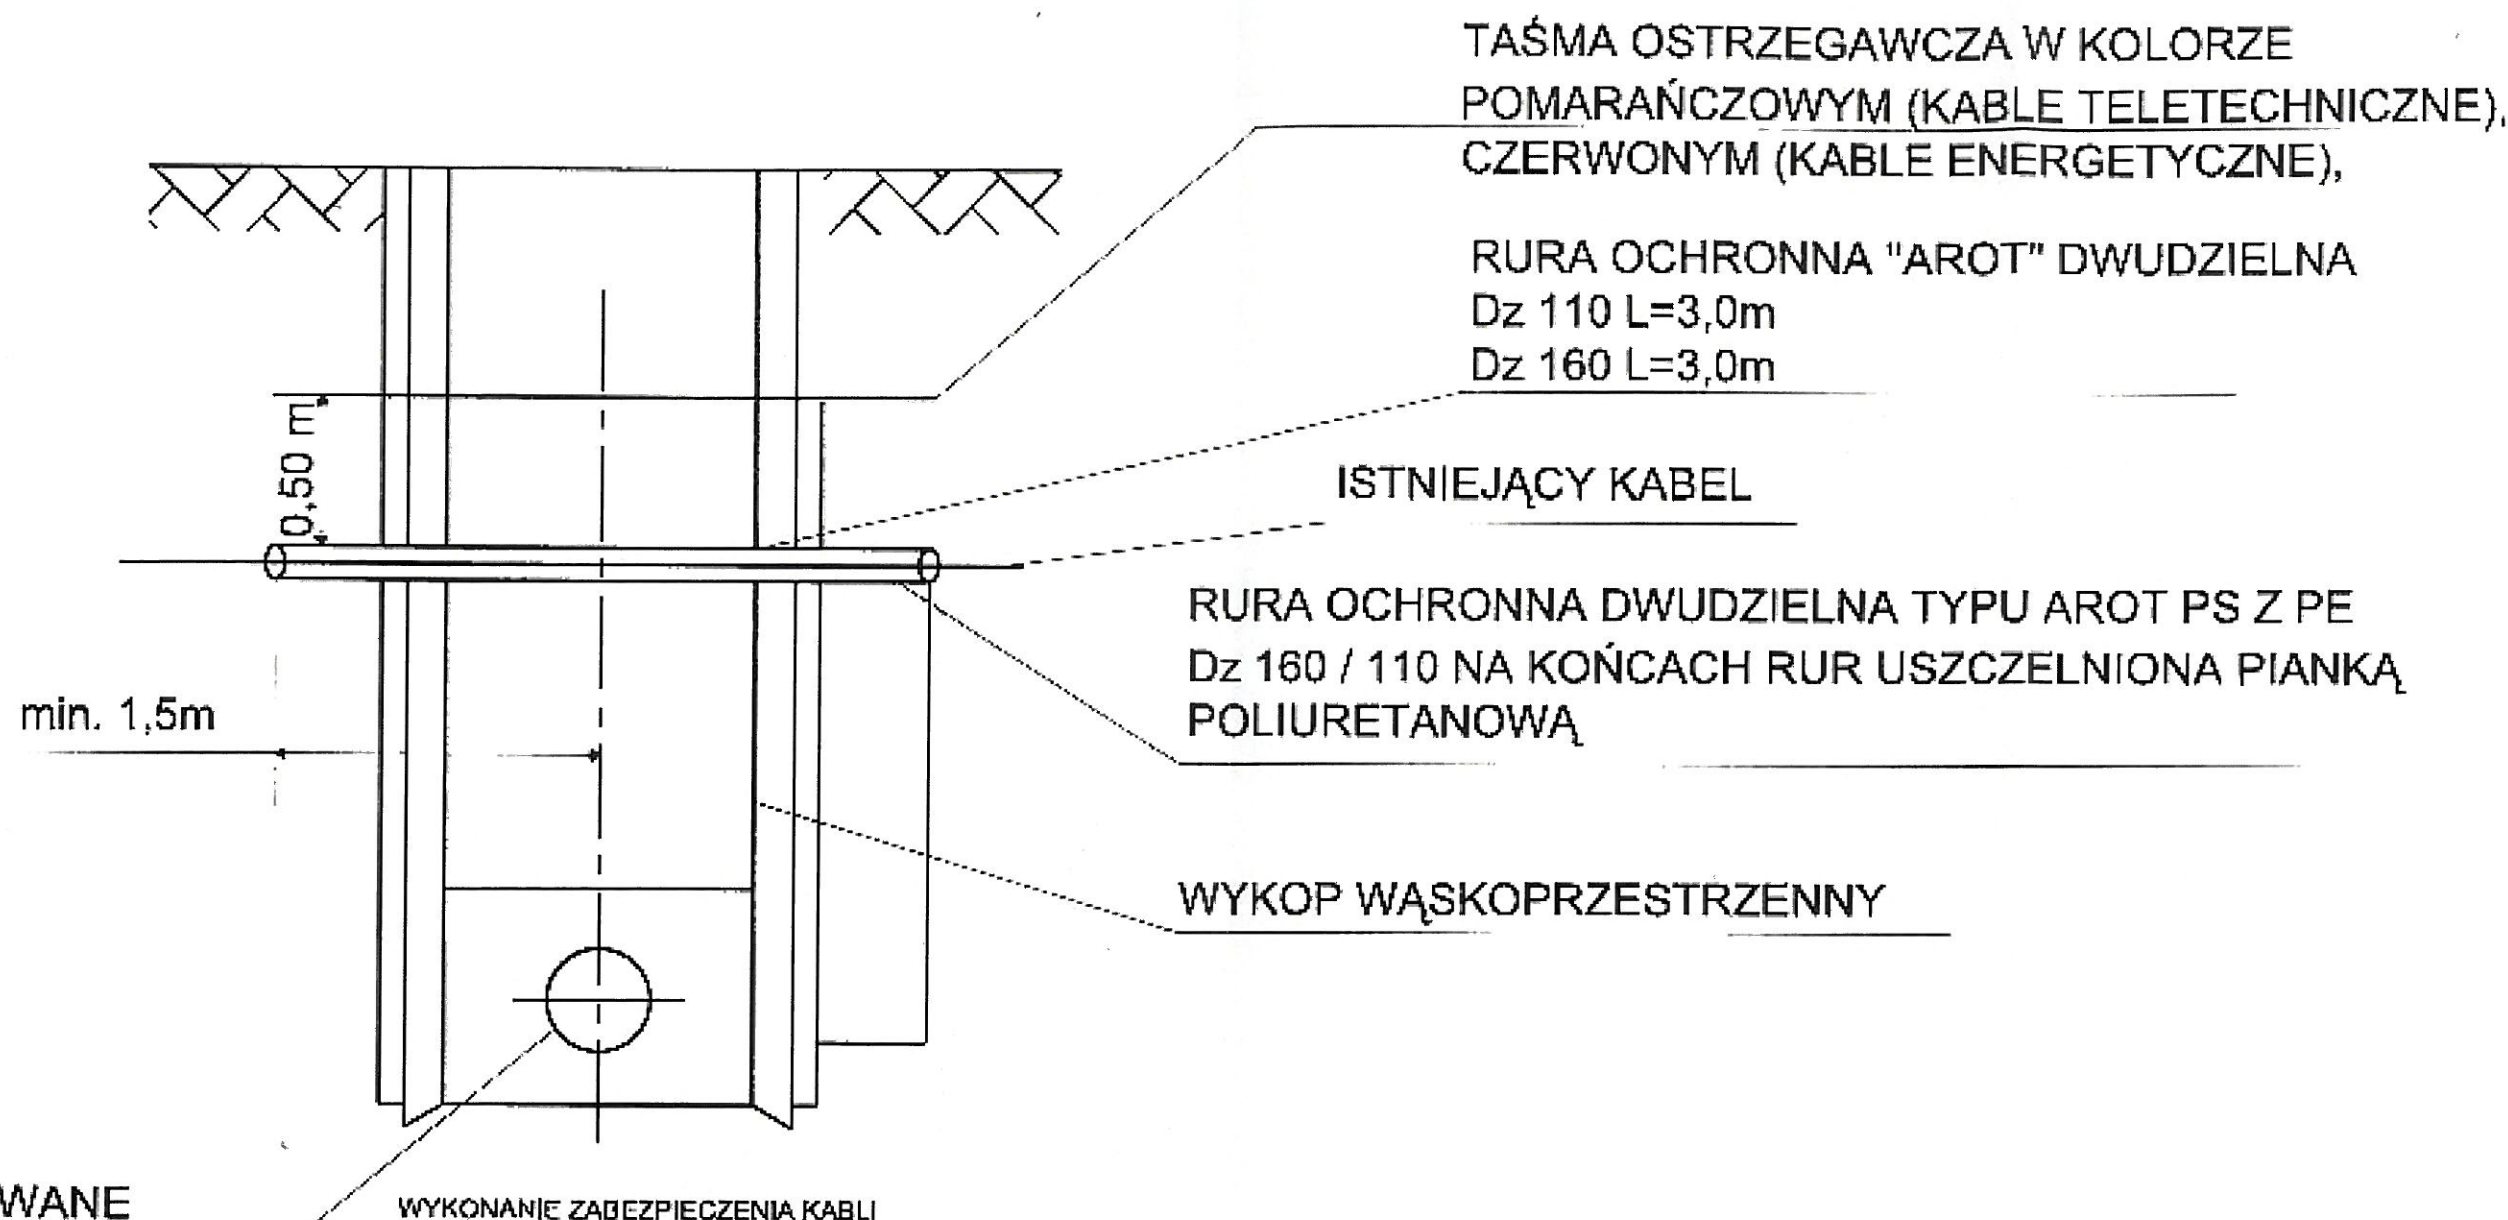 TAŚMA OSTRZEGAWCZA W KOLORZE
POMARAŃCZOWYM (KABLE TELETECHNICZNE),
CZERWONYM (KABLE ENERGETYCZNE),
RURA OCHRONNA "AROT" DWUDZIELNA
Dz 110 L=3,0m
Dz 160 L=3,0m
0,50 m
ISTNIEJĄCY KABEL
RURA OCHRONNA DWUDZIELNA TYPU AROT PS Z PE
Dz 160 / 110 NA KOŃCACH RUR USZCZELNIONA PIANKĄ
POLIURETANOWĄ
min. 1,5m
WYKOP WĄSKOPRZESTRZENNY
WANE
WYKONANIE ZABEZPIECZENIA KABLI